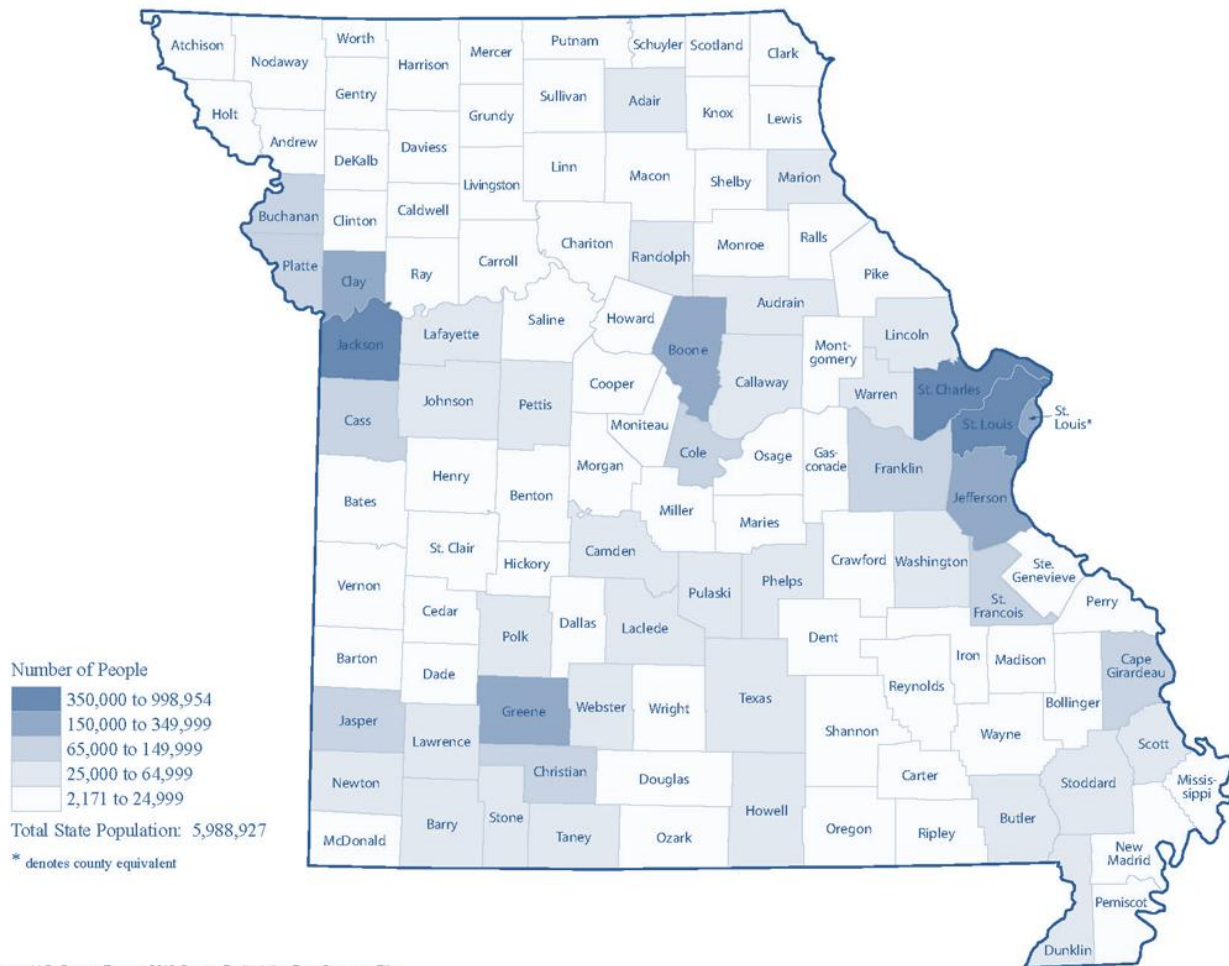 Atchison
Nodaway
Worth
Harrison
Mercer
Putnam
Schuyler
Scotland
Clark
Gentry
Sullivan
Adair
Knox
Lewis
Holt
Grundy
Andrew
DeKalb
Daviess
Linn
Macon
Shelby
Marion
Livingston
Buchanan
Clinton
Caldwell
Chariton
Randolph
Monroe
Ralls
Platte
Clay
Ray
Carroll
Pike
Saline
Howard
Audrain
Lincoln
Jackson
Lafayette
Boone
Mont-
gomery
Callaway
Cooper
Warren
St. Charles
Cass
Johnson
Pettis
Moniteau
St. Louis
St.
Louis*
Cole
Osage
Gas-
conade
Franklin
Morgan
Henry
Benton
Jefferson
Bates
Miller
Maries
St. Clair
Camden
Hickory
Crawford
Washington
Ste.
Genevieve
Vernon
Pulaski
Phelps
St.
Francois
Perry
Cedar
Polk
Dallas
Laclede
Dent
Iron
Madison
Barton
Dade
Cape
Girardeau
Reynolds
Bollinger
Texas
Jasper
Greene
Webster
Wright
Shannon
Wayne
Lawrence
Scott
Christian
Douglas
Carter
Newton
Stoddard
Missis-
sippi
Howell
Butler
Stone
Barry
Taney
Ozark
Oregon
Ripley
McDonald
New
Madrid
Pemiscot
Dunklin
Number of People
350,000 to 998,954
150,000 to 349,999
65,000 to 149,999
25,000 to 64,999
2,171 to 24,999
Total State Population: 5,988,927
* denotes county equivalent